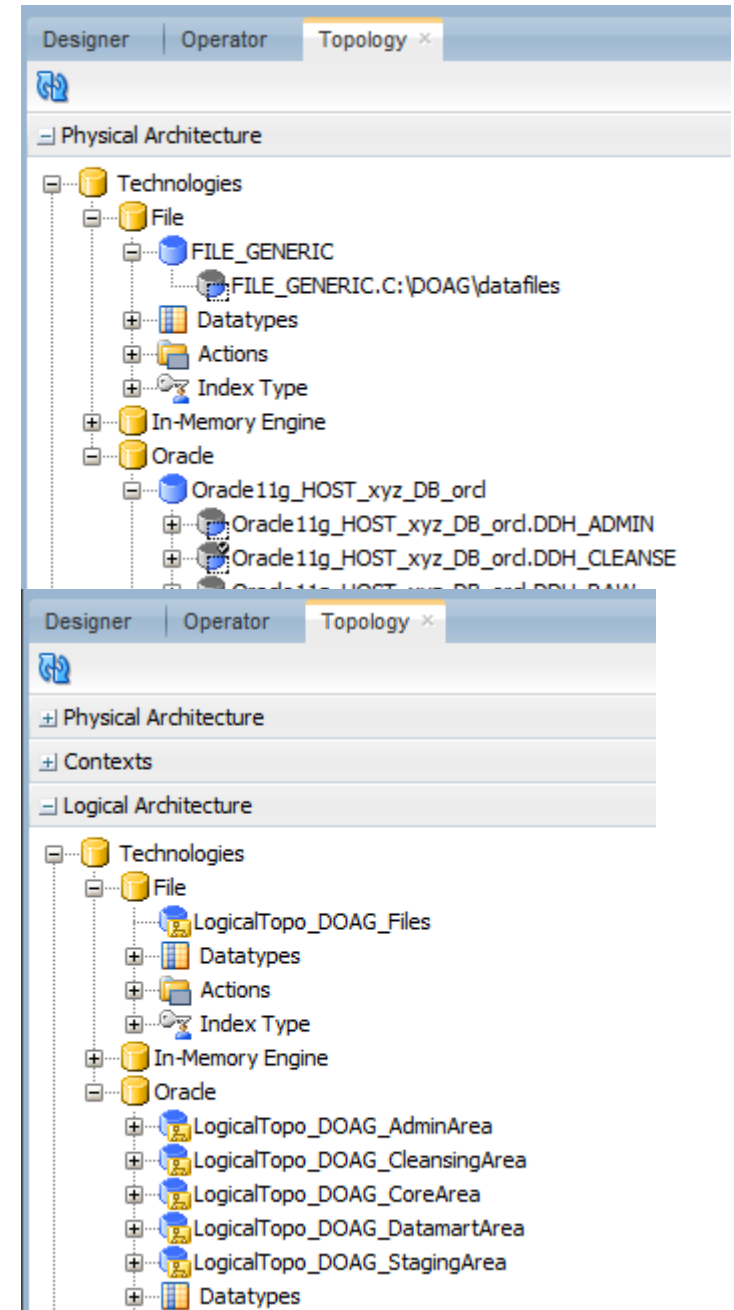 Designer Operator Topology
Physical Architecture
Technologies
File
FILE_GENERIC
FILE_GENERIC.C:\DOAG\datafiles
Datatypes
Actions
Index Type
In-Memory Engine
Oracle
Oracle11g_HOST_xyz_DB_orcl
Oracle11g_HOST_xyz_DB_orcl.DDH_ADMIN
Oracle11g_HOST_xyz_DB_orcl.DDH_CLEANSE
Oracle11g_HOST_xyz_DB_orcl.DDH_RAW
Designer Operator Topology
Physical Architecture
Contexts
Logical Architecture
Technologies
File
LogicalTopo_DOAG_Files
Datatypes
Actions
Index Type
In-Memory Engine
Oracle
LogicalTopo_DOAG_AdminArea
LogicalTopo_DOAG_CleansingArea
LogicalTopo_DOAG_CoreArea
LogicalTopo_DOAG_DatamartArea
LogicalTopo_DOAG_StagingArea
Datatypes